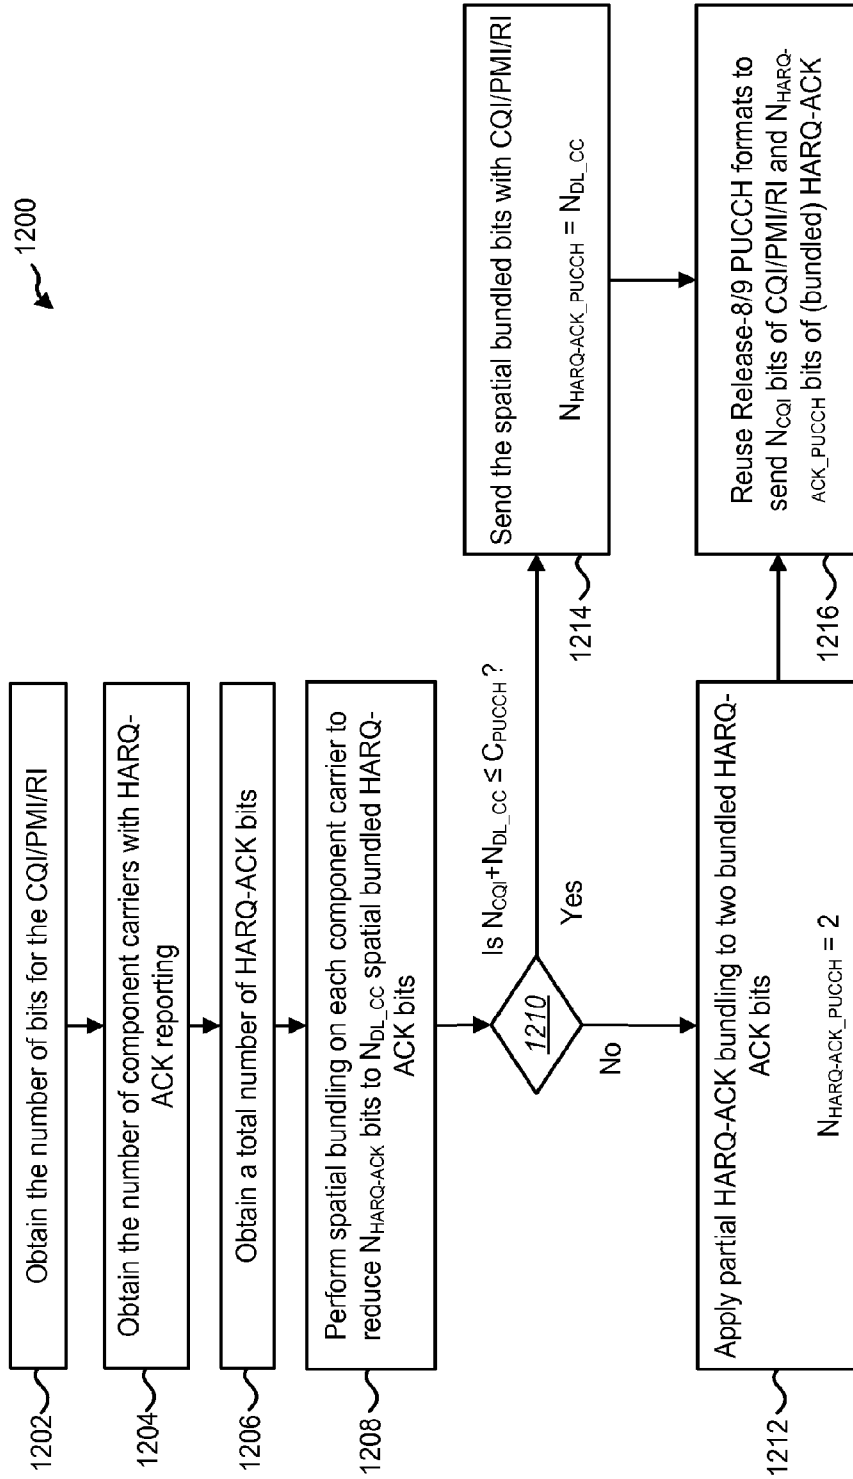 1200
1202
Obtain the number of bits for the CQI/PMI/RI
1204
Obtain the number of component carriers with HARQ-
ACK reporting
1206
Obtain a total number of HARQ-ACK bits
1208
Perform spatial bundling on each component carrier to
reduce NHARQ-ACK bits to NDL_CC spatial bundled HARQ-
ACK bits
1210
Is NCQI+NDL_CC ≤ CPUCCH?
Yes
No
1214
Send the spatial bundled bits with CQI/PMI/RI
NHARQ-ACK_PUCCH = NDL_CC
1212
Apply partial HARQ-ACK bundling to two bundled HARQ-
ACK bits
NHARQ-ACK_PUCCH = 2
1216
Reuse Release-8/9 PUCCH formats to
send NCQI bits of CQI/PMI/RI and NHARQ-
ACK_PUCCH bits of (bundled) HARQ-ACK